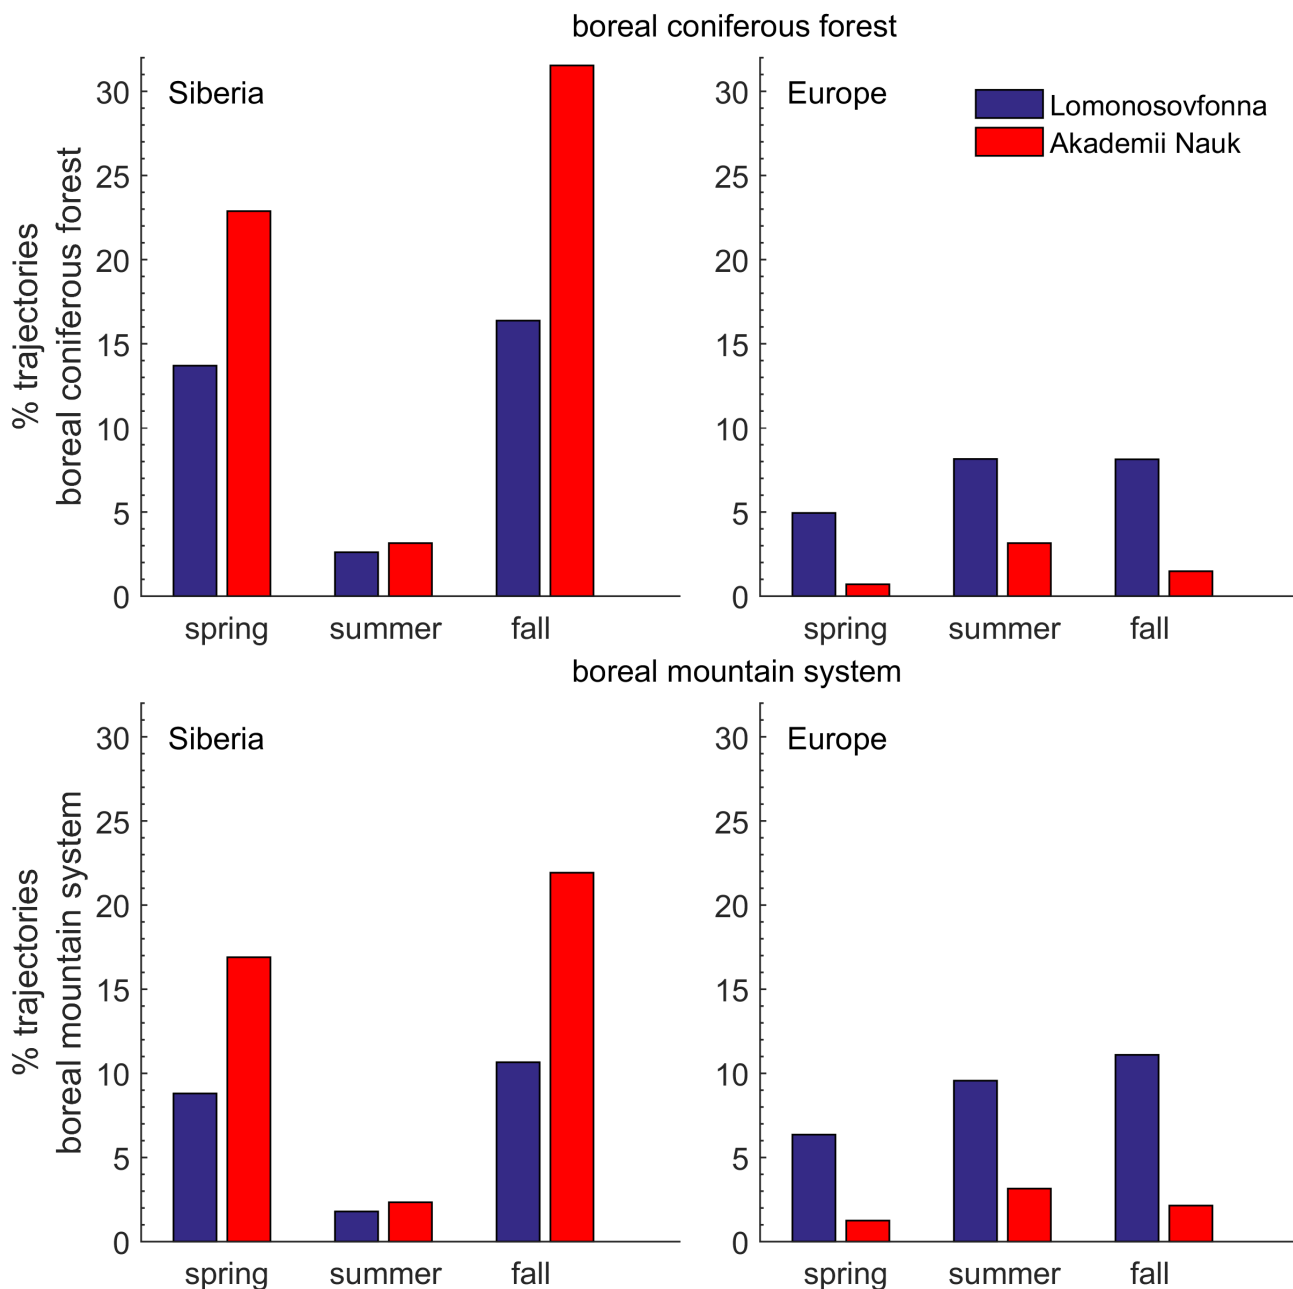 boreal coniferous forest
% trajectories
boreal coniferous forest
Siberia
30
25
20
15
10
5
0
spring summer fall
Europe
Lomonosovfonna
Akademii Nauk
30
25
20
15
10
5
0
spring summer fall
boreal mountain system
% trajectories
boreal mountain system
Siberia
30
25
20
15
10
5
0
spring summer fall
Europe
30
25
20
15
10
5
0
spring summer fall